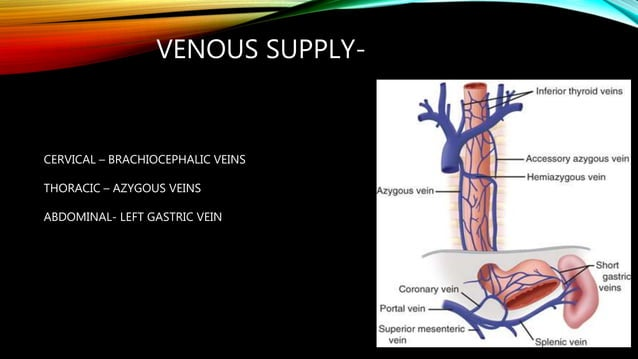 VENOUS SUPPLY-
CERVICAL – BRACHIOCEPHALIC VEINS
THORACIC – AZYGOUS VEINS
ABDOMINAL- LEFT GASTRIC VEIN
Inferior thyroid veins
Accessory azygous vein
Hemiazygous vein
Azygous vein
Short
gastric
veins
Coronary vein
Portal vein
Superior mesenteric
vein
Splenic vein